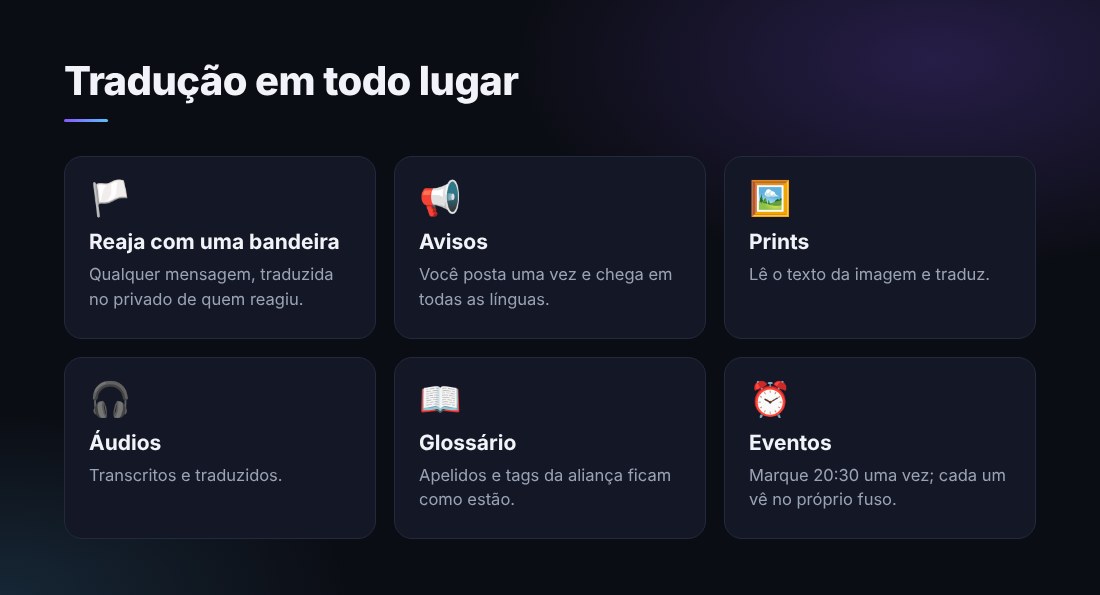 Tradução em todo lugar
Reaja com uma bandeira
Qualquer mensagem, traduzida
no privado de quem reagiu.
Avisos
Você posta uma vez e chega em
todas as línguas.
Prints
Lê o texto da imagem e traduz.
Áudios
Transcritos e traduzidos.
Glossário
Apelidos e tags da aliança ficam
como estão.
Eventos
Marque 20:30 uma vez; cada um
vê no próprio fuso.